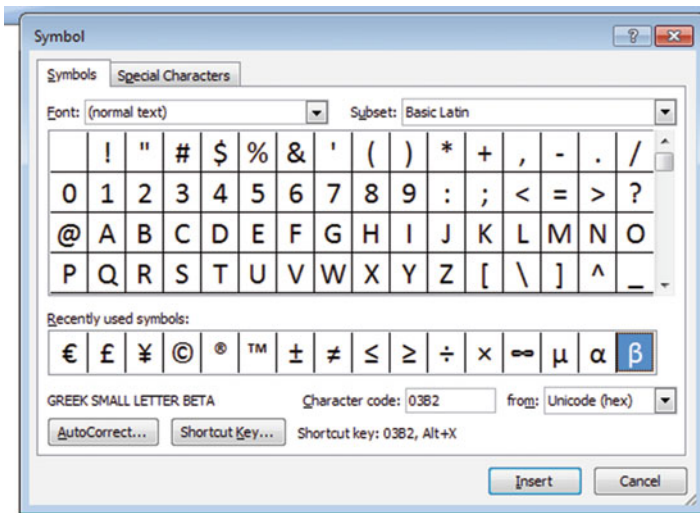 Symbol
Symbols Special Characters
Font: (normal text) Subset: Basic Latin
! " # $ % & ' ( ) * + , - . /
0 1 2 3 4 5 6 7 8 9 : ; < = > ?
@ A B C D E F G H I J K L M N O
P Q R S T U V W X Y Z [ \ ] ^ _
Recently used symbols:
€ £ ¥ © ® ™ ± ≠ ≤ ≥ ÷ × ∞ µ α β
GREEK SMALL LETTER BETA Character code: 03B2 from: Unicode (hex)
AutoCorrect... Shortcut Key... Shortcut key: 03B2, Alt+X
Insert Cancel